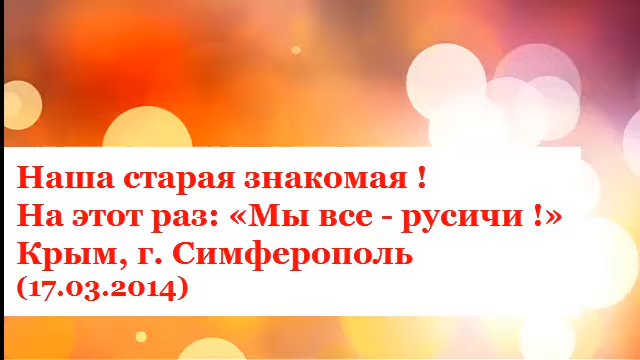 Наша старая знакомая !
На этот раз: «Мы все - русичи !»
Крым, г. Симферополь
(17.03.2014)